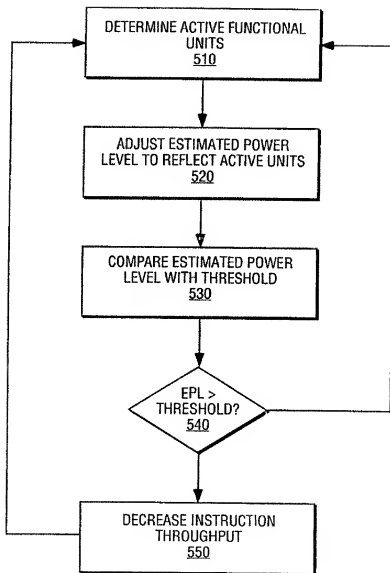 DETERMINE ACTIVE FUNCTIONAL
UNITS
510
ADJUST ESTIMATED POWER
LEVEL TO REFLECT ACTIVE UNITS
520
COMPARE ESTIMATED POWER
LEVEL WITH THRESHOLD
530
EPL >
THRESHOLD?
540
DECREASE INSTRUCTION
THROUGHPUT
550